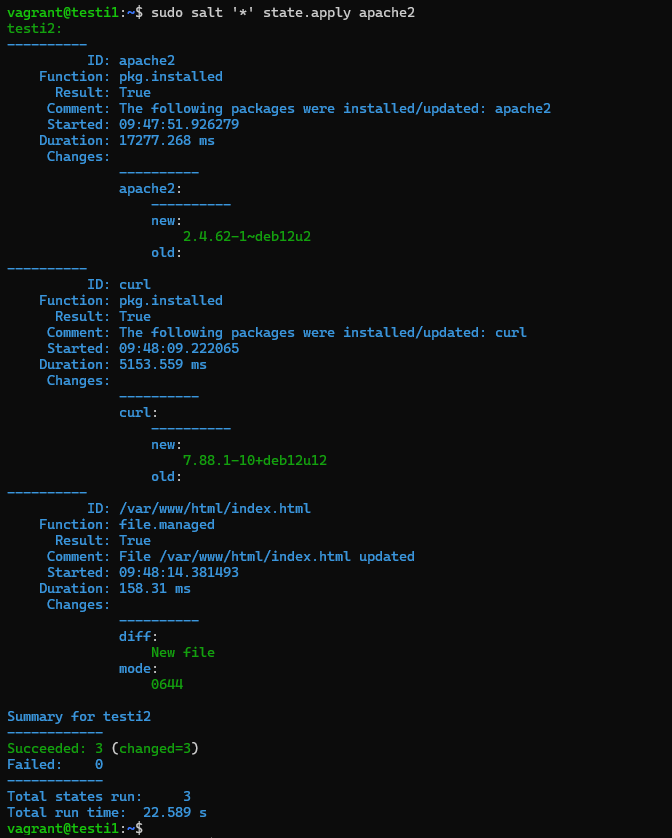 vagrant@testi1:~$ sudo salt '*' state.apply apache2
testi2:
----------
          ID: apache2
    Function: pkg.installed
      Result: True
     Comment: The following packages were installed/updated: apache2
     Started: 09:47:51.926279
    Duration: 17277.268 ms
     Changes:
              ----------
              apache2:
                  ----------
                  new:
                      2.4.62-1~deb12u2
                  old:
----------
          ID: curl
    Function: pkg.installed
      Result: True
     Comment: The following packages were installed/updated: curl
     Started: 09:48:09.222065
    Duration: 5153.559 ms
     Changes:
              ----------
              curl:
                  ----------
                  new:
                      7.88.1-10+deb12u12
                  old:
----------
          ID: /var/www/html/index.html
    Function: file.managed
      Result: True
     Comment: File /var/www/html/index.html updated
     Started: 09:48:14.381493
    Duration: 158.31 ms
     Changes:
              ----------
              diff:
                  New file
              mode:
                  0644

Summary for testi2
------------
Succeeded: 3 (changed=3)
Failed:    0
------------
Total states run:     3
Total run time:  22.589 s
vagrant@testi1:~$